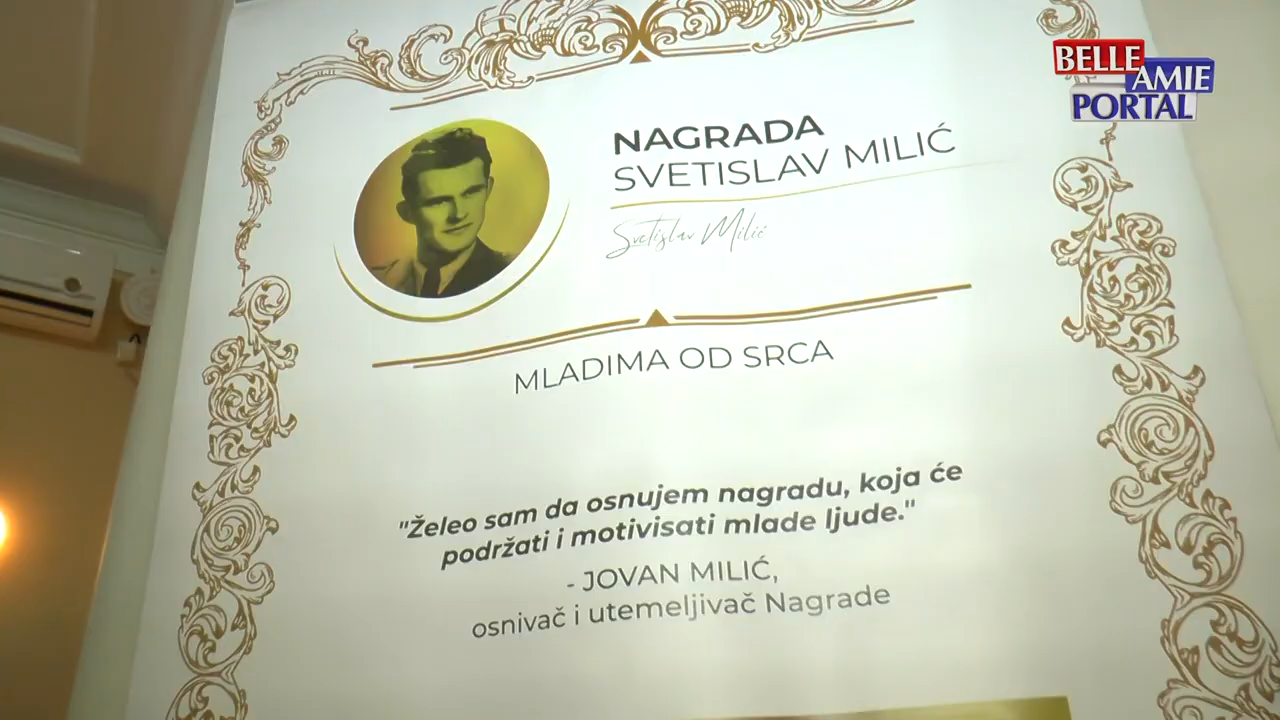 BELLE
AMIE
PORTAL
NAGRADA
SVETISLAV MILIĆ
Svetislav Milić
MLADIMA OD SRCA
"Želeo sam da osnujem nagradu, koja će
podržati i motivisati mlade ljude."
- JOVAN MILIĆ,
osnivač i utemeljivač Nagrade